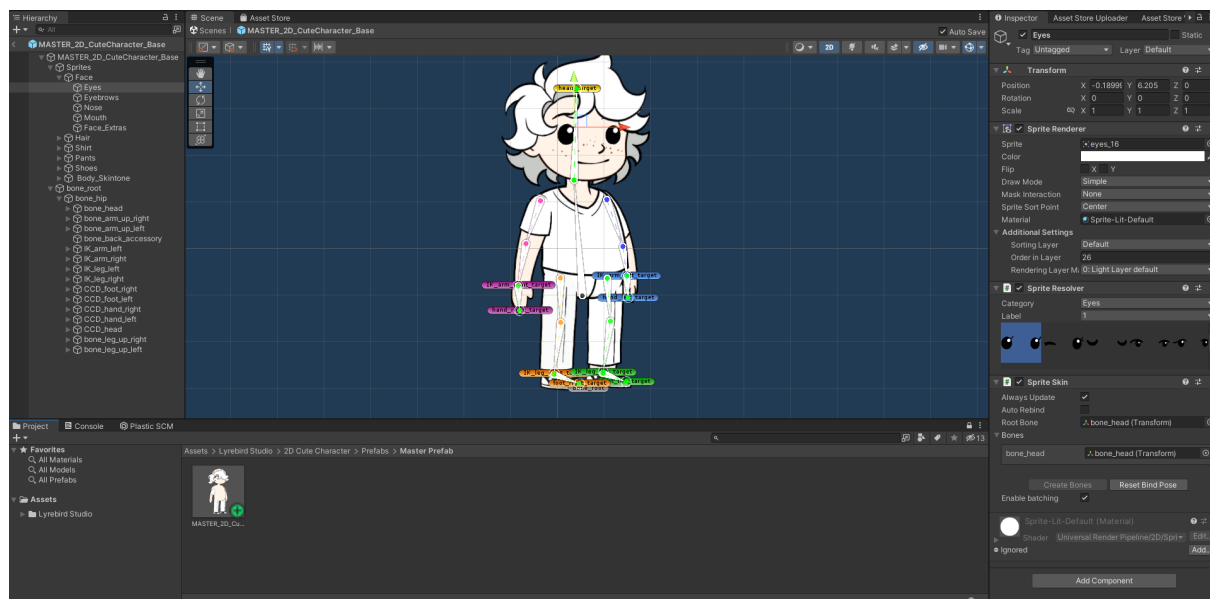 Hierarchy
All
MASTER_2D_CuteCharacter_Base
MASTER_2D_CuteCharacter_Base
Sprites
Face
Eyes
Eyebrows
Nose
Mouth
Face_Extras
Hair
Shirt
Pants
Shoes
Body_Skintone
bone_root
bone_hip
bone_head
bone_arm_up_right
bone_arm_up_left
bone_back_accessory
IK_arm_left
IK_arm_right
IK_leg_left
IK_leg_right
CCD_foot_right
CCD_foot_left
CCD_hand_right
CCD_hand_left
CCD_head
bone_leg_up_right
bone_leg_up_left
Scene Asset Store
Scenes MASTER_2D_CuteCharacter_Base
Auto Save
2D
Inspector Asset Store Uploader Asset Store
Eyes Static
Tag Untagged Layer Default
Transform
Position X -0.18999 Y 6.205 Z 0
Rotation X 0 Y 0 Z 0
Scale X 1 Y 1 Z 1
Sprite Renderer
Sprite eyes_16
Color
Flip X Y
Draw Mode Simple
Mask Interaction None
Sprite Sort Point Center
Material Sprite-Lit-Default
Additional Settings
Sorting Layer Default
Order in Layer 26
Rendering Layer M 0: Light Layer default
Sprite Resolver
Category Eyes
Label 1
Sprite Skin
Always Update
Auto Rebind
Root Bone bone_head (Transform)
Bones
bone_head bone_head (Transform)
Create Bones Reset Bind Pose
Enable batching
Sprite-Lit-Default (Material)
Shader Universal Render Pipeline/2D/Spri Edit..
Ignored Add..
Add Component
Project Console Plastic SCM
13
Favorites
All Materials
All Models
All Prefabs
Assets
Lyrebird Studio
Assets > Lyrebird Studio > 2D Cute Character > Prefabs > Master Prefab
MASTER_2D_Cu...